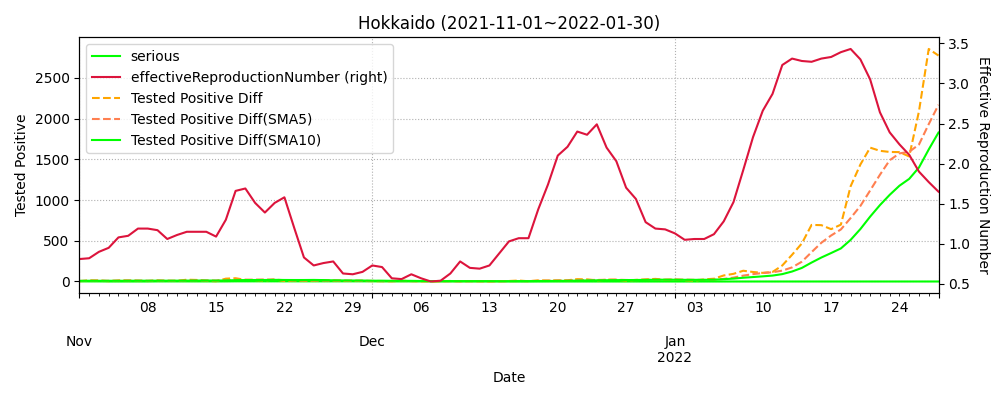 Hokkaido (2021-11-01~2022-01-30)
serious
effectiveReproductionNumber (right)
Tested Positive Diff
Tested Positive Diff(SMA5)
Tested Positive Diff(SMA10)
Tested Positive
2500
2000
1500
1000
500
0
3.5
3.0
2.5
2.0
1.5
1.0
0.5
Effective Reproduction Number
08 15 22 29 06 13 20 27 03 10 17 24
Nov Dec Jan
2022
Date